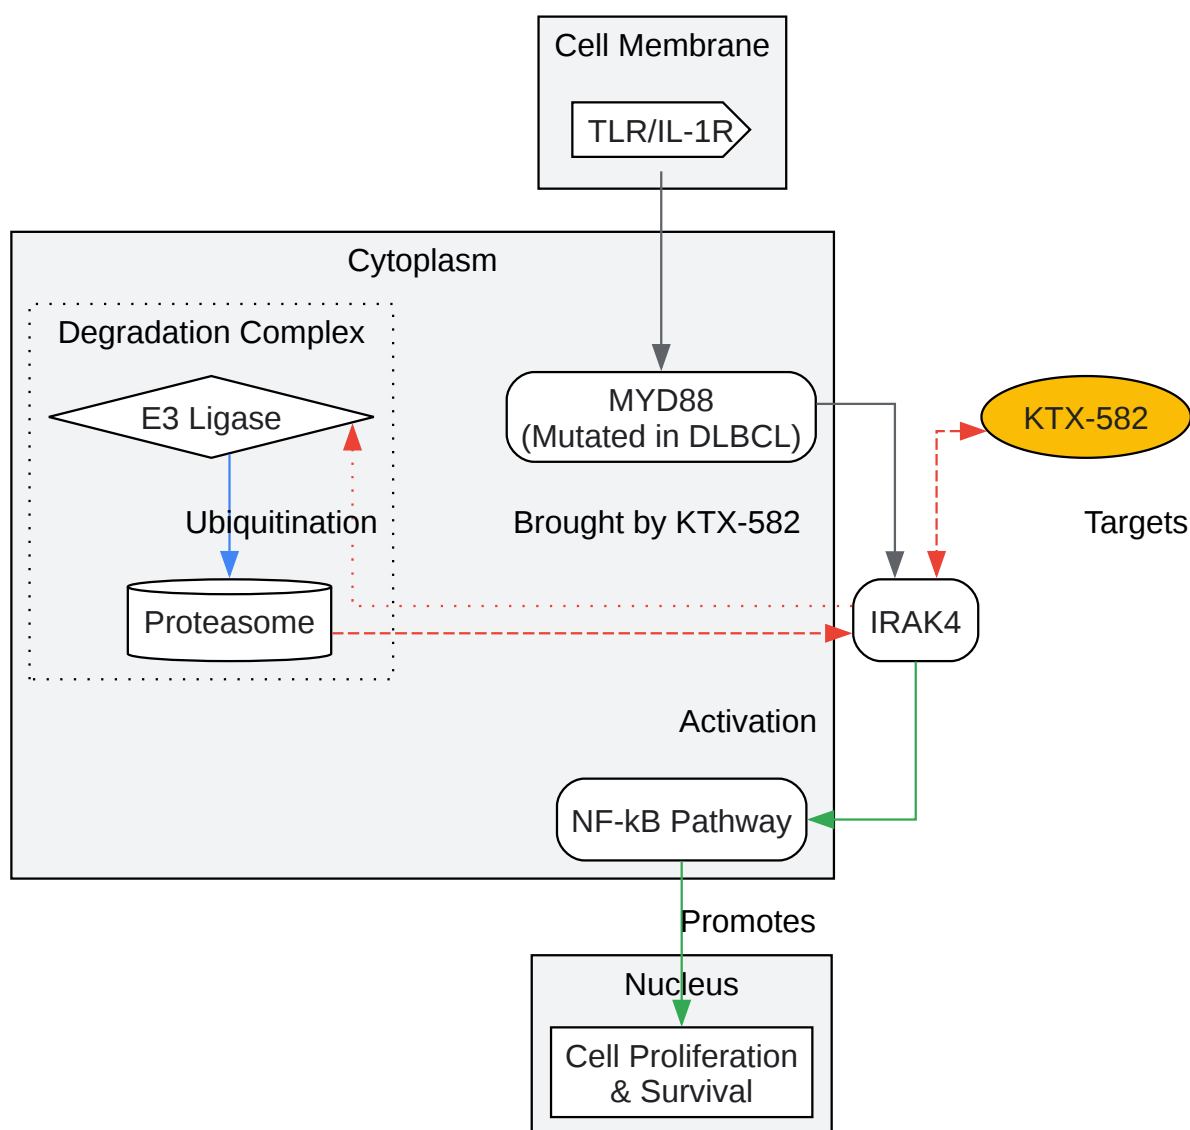 Cell Membrane
TLR/IL-1R
Cytoplasm
Degradation Complex
E3 Ligase
MYD88
(Mutated in DLBCL)
KTX-582
Ubiquitination
Brought by KTX-582
Targets
Proteasome
IRAK4
Activation
NF-kB Pathway
Promotes
Nucleus
Cell Proliferation
& Survival